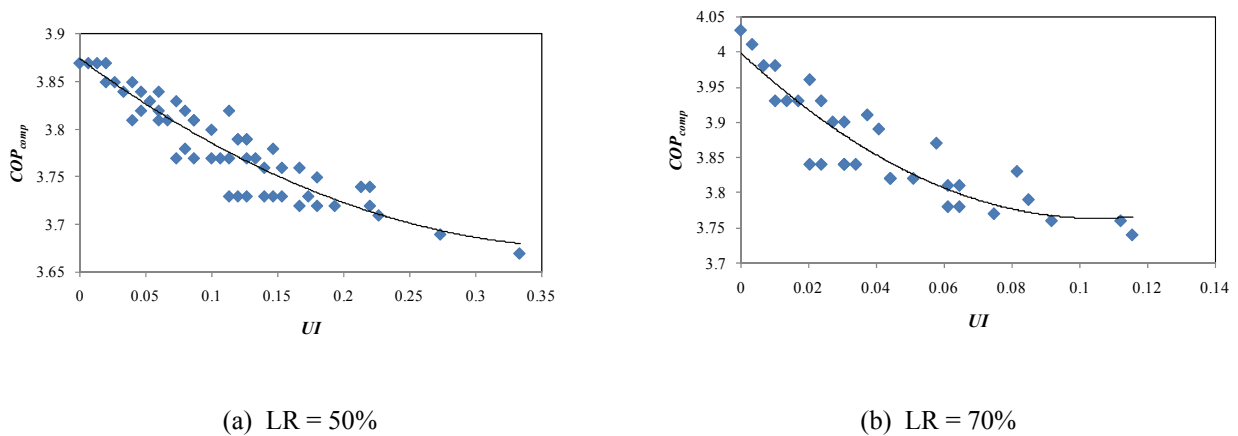 3.9
3.85
3.8
3.75
3.7
3.65
COPcomp
0 0.05 0.1 0.15 0.2 0.25 0.3 0.35
UI
(a) LR = 50%
4.05
4
3.95
3.9
3.85
3.8
3.75
3.7
COPcomp
0 0.02 0.04 0.06 0.08 0.1 0.12 0.14
UI
(b) LR = 70%